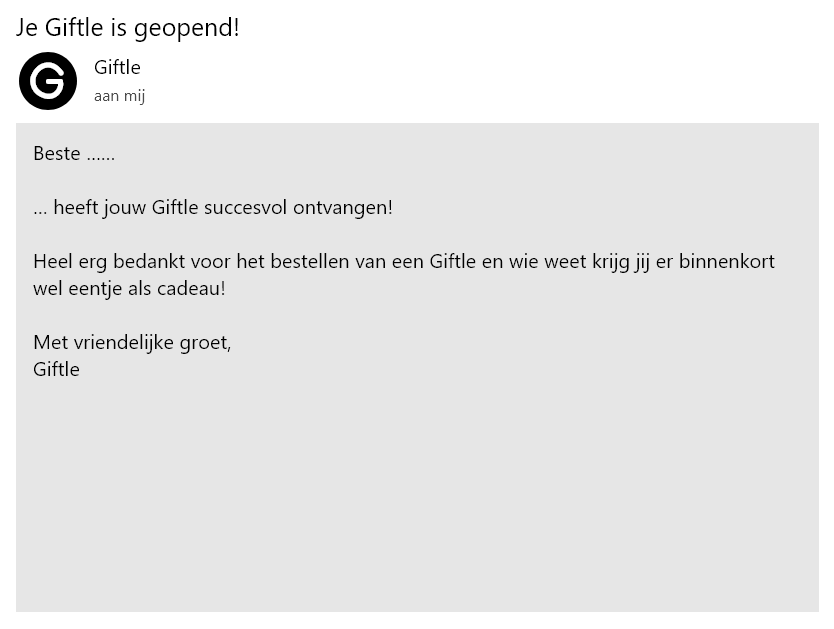 Je Giftle is geopend!
G
Giftle
aan mij
Beste ......
... heeft jouw Giftle succesvol ontvangen!
Heel erg bedankt voor het bestellen van een Giftle en wie weet krijg jij er binnenkort
wel eentje als cadeau!
Met vriendelijke groet,
Giftle